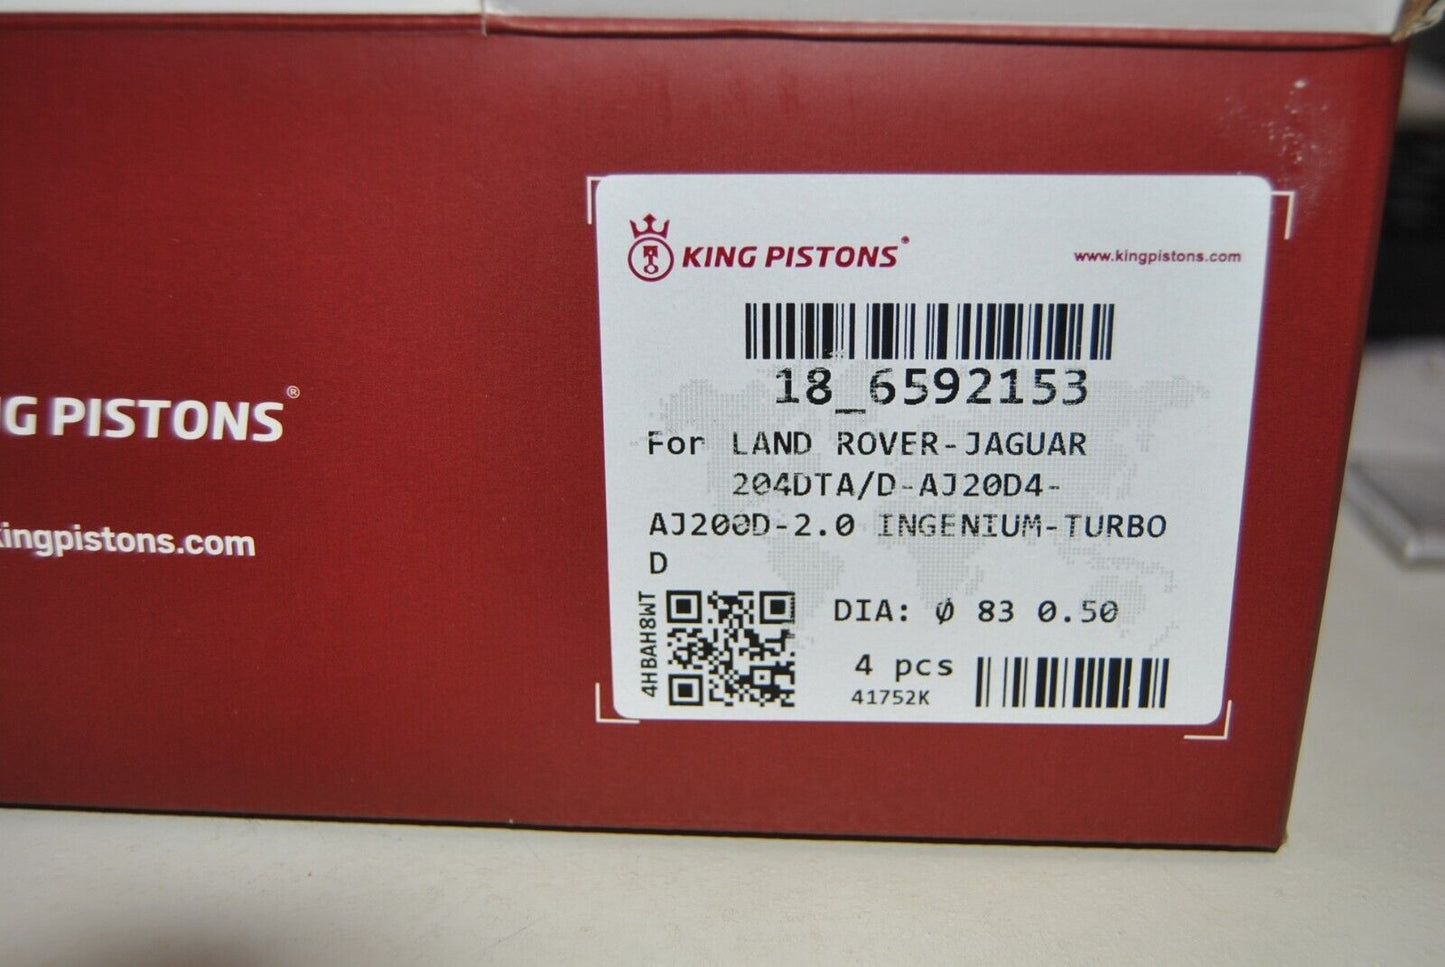 G PISTONS®
kingpistons.com
KING PISTONS®
www.kingpistons.com
18_6592153
For LAND ROVER-JAGUAR
204DTA/D-AJ20D4-
AJ200D-2.0 INGENIUM-TURBO
D
4HBAH8WT
DIA: ϕ 83 0.50
4 pcs
41752K